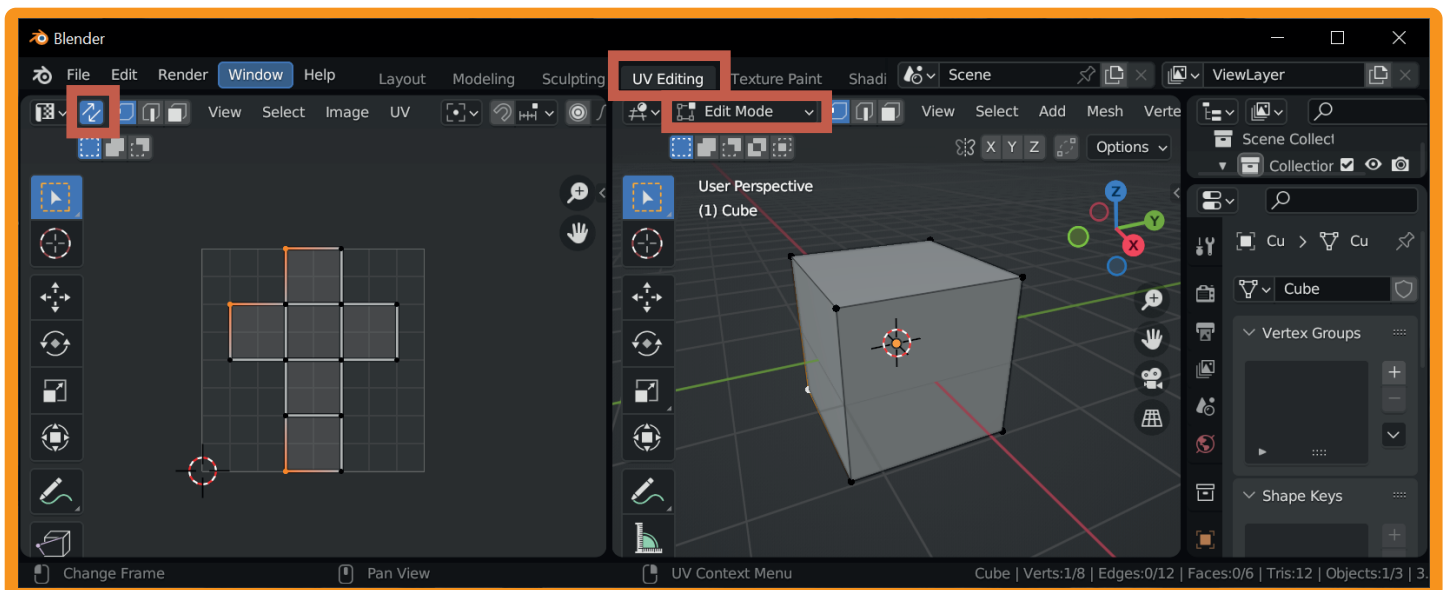 Blender
File Edit Render Window Help Layout Modeling Sculpting UV Editing Texture Paint Shadi Scene ViewLayer
View Select Image UV Edit Mode View Select Add Mesh Verte
Scene Collect
X Y Z Options Collection
User Perspective
(1) Cube
Z
Y
X
Cu > Cu
Cube
Vertex Groups
Shape Keys
Change Frame Pan View UV Context Menu Cube | Verts:1/8 | Edges:0/12 | Faces:0/6 | Tris:12 | Objects:1/3 | 3.